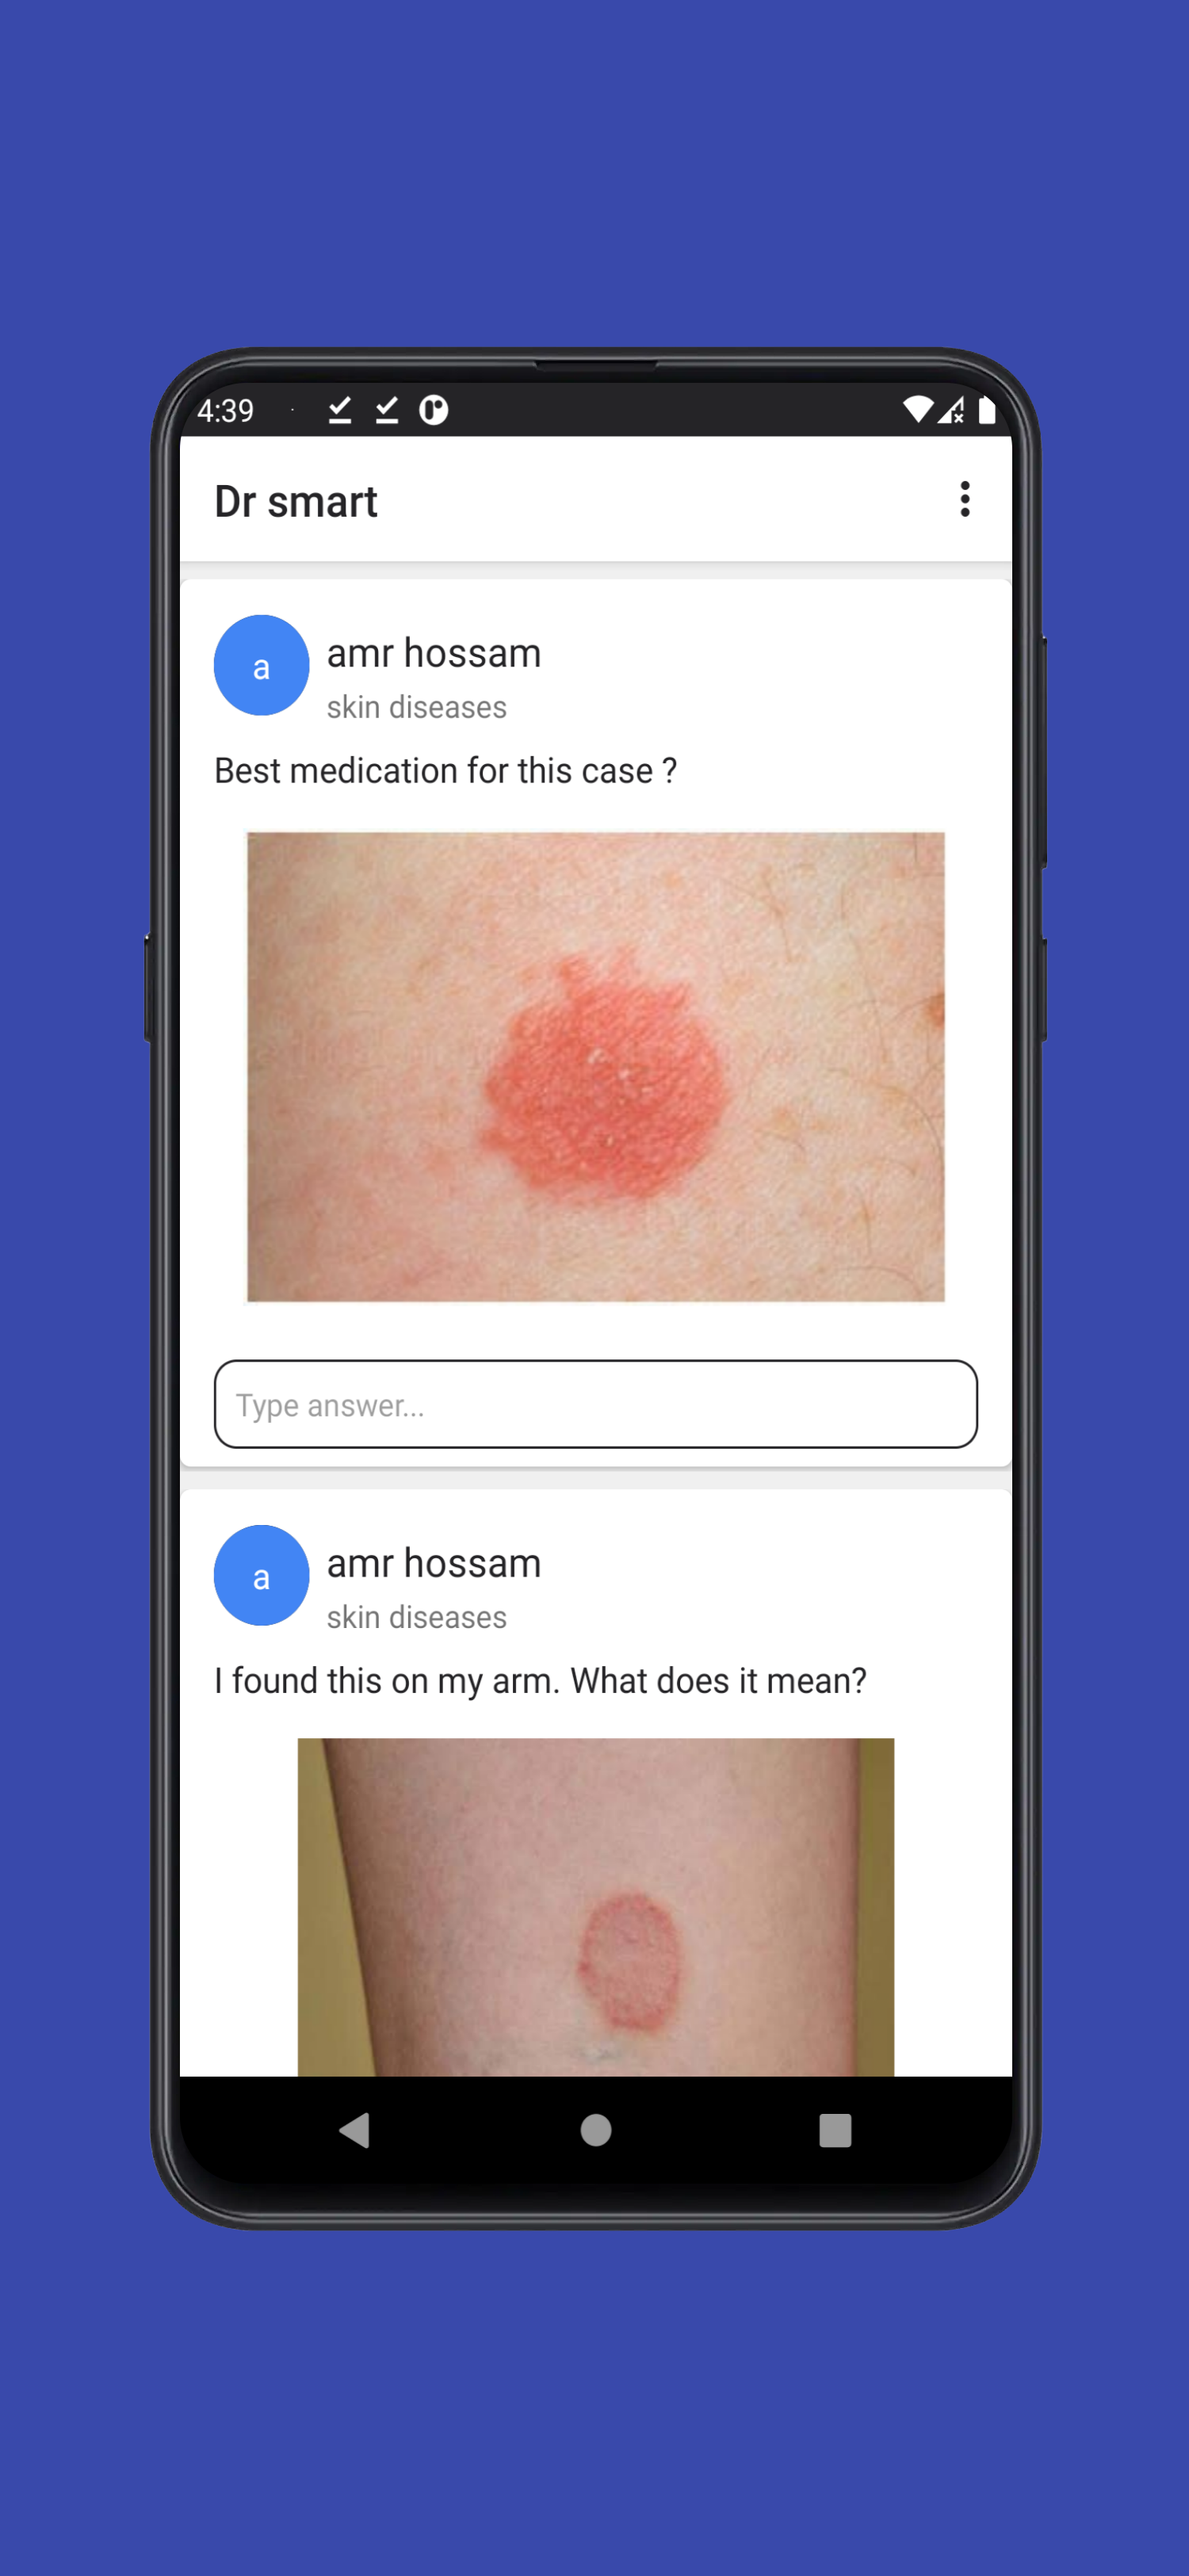 4:39
Dr smart
a
amr hossam
skin diseases
Best medication for this case ?
Type answer...
a
amr hossam
skin diseases
I found this on my arm. What does it mean?